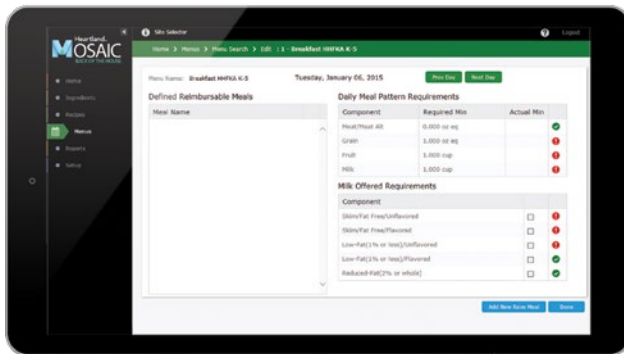 Heartland.
MOSAIC
BACK OF THE HOUSE
Site Selector
Logout
Home > Menus > Menu Search > Edit : 1 - Breakfast HHFKA K-5
Home
Ingredients
Recipes
Menus
Reports
Setup
Menu Name: Breakfast HHFKA K-5
Tuesday, January 06, 2015
Prev Day
Next Day
Defined Reimbursable Meals
Meal Name
Daily Meal Pattern Requirements
Component Required Min Actual Min
Meat/Meat Alt 0.000 oz eq
Grain 1.000 oz eq
Fruit 1.000 cup
Milk 1.000 cup
Milk Offered Requirements
Component
Skim/Fat Free/Unflavored
Skim/Fat Free/Flavored
Low-fat(1% or less)/Unflavored
Low-fat(1% or less)/Flavored
Reduced-Fat(2% or whole)
Add New Reim Meal
Done